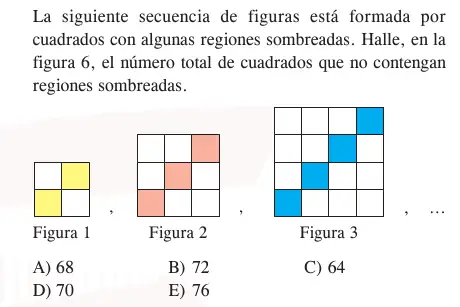 La siguiente secuencia de figuras está formada por
cuadrados con algunas regiones sombreadas. Halle, en la
figura 6, el número total de cuadrados que no contengan
regiones sombreadas.
, , , ...
Figura 1 Figura 2 Figura 3
A) 68 B) 72 C) 64
D) 70 E) 76